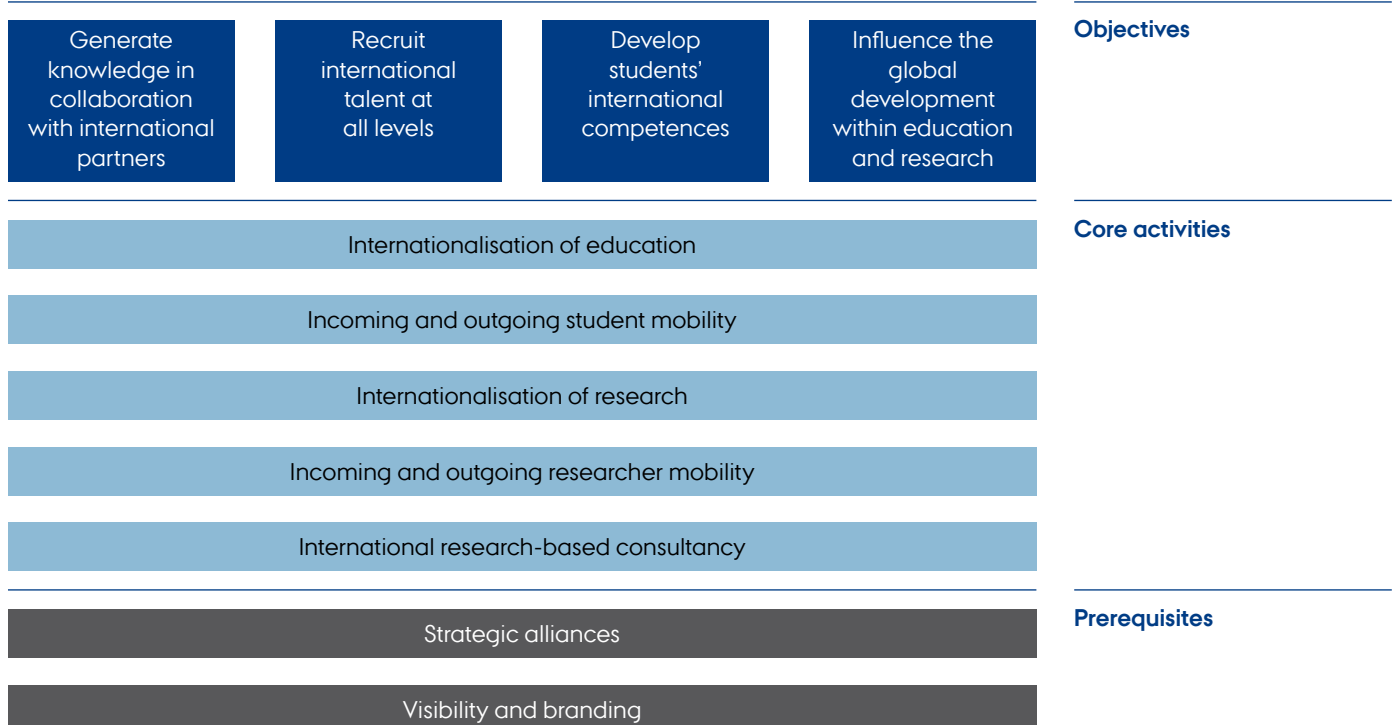 Generate
knowledge in
collaboration
with international
partners
Recruit
international
talent at
all levels
Develop
students’
international
competences
Influence the
global
development
within education
and research
Objectives
Internationalisation of education
Core activities
Incoming and outgoing student mobility
Internationalisation of research
Incoming and outgoing researcher mobility
International research-based consultancy
Strategic alliances
Prerequisites
Visibility and branding